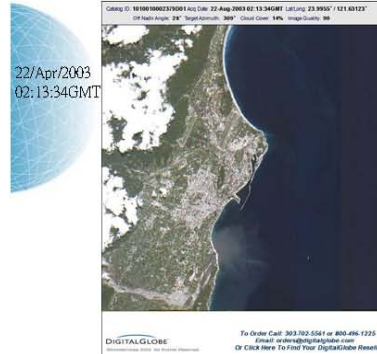 Catalog ID: 1010010002375D01 Acq Date: 22-Aug-2003 02:13:34GMT Lat/Long: 23.9955° / 121.63123°
Off Nadir Angle: 28° Target Azimuth: 309° Cloud Cover: 14% Image Quality: 90
22/Apr/2003
02:13:34GMT
DIGITALGLOBE
To Order Call: 303-702-5561 or 800-496-1225
Email: orders@digitalglobe.com
Or Click Here To Find Your DigitalGlobe Resell